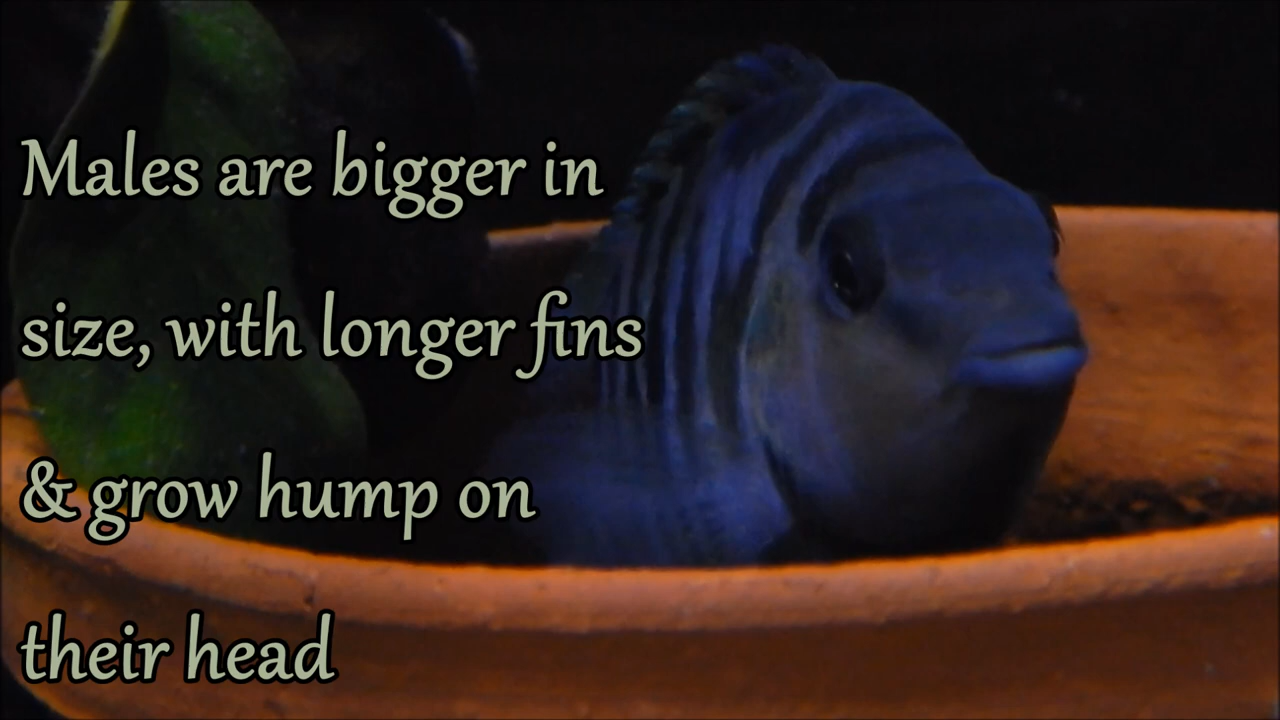 Males are bigger in
size, with longer fins
& grow hump on
their head